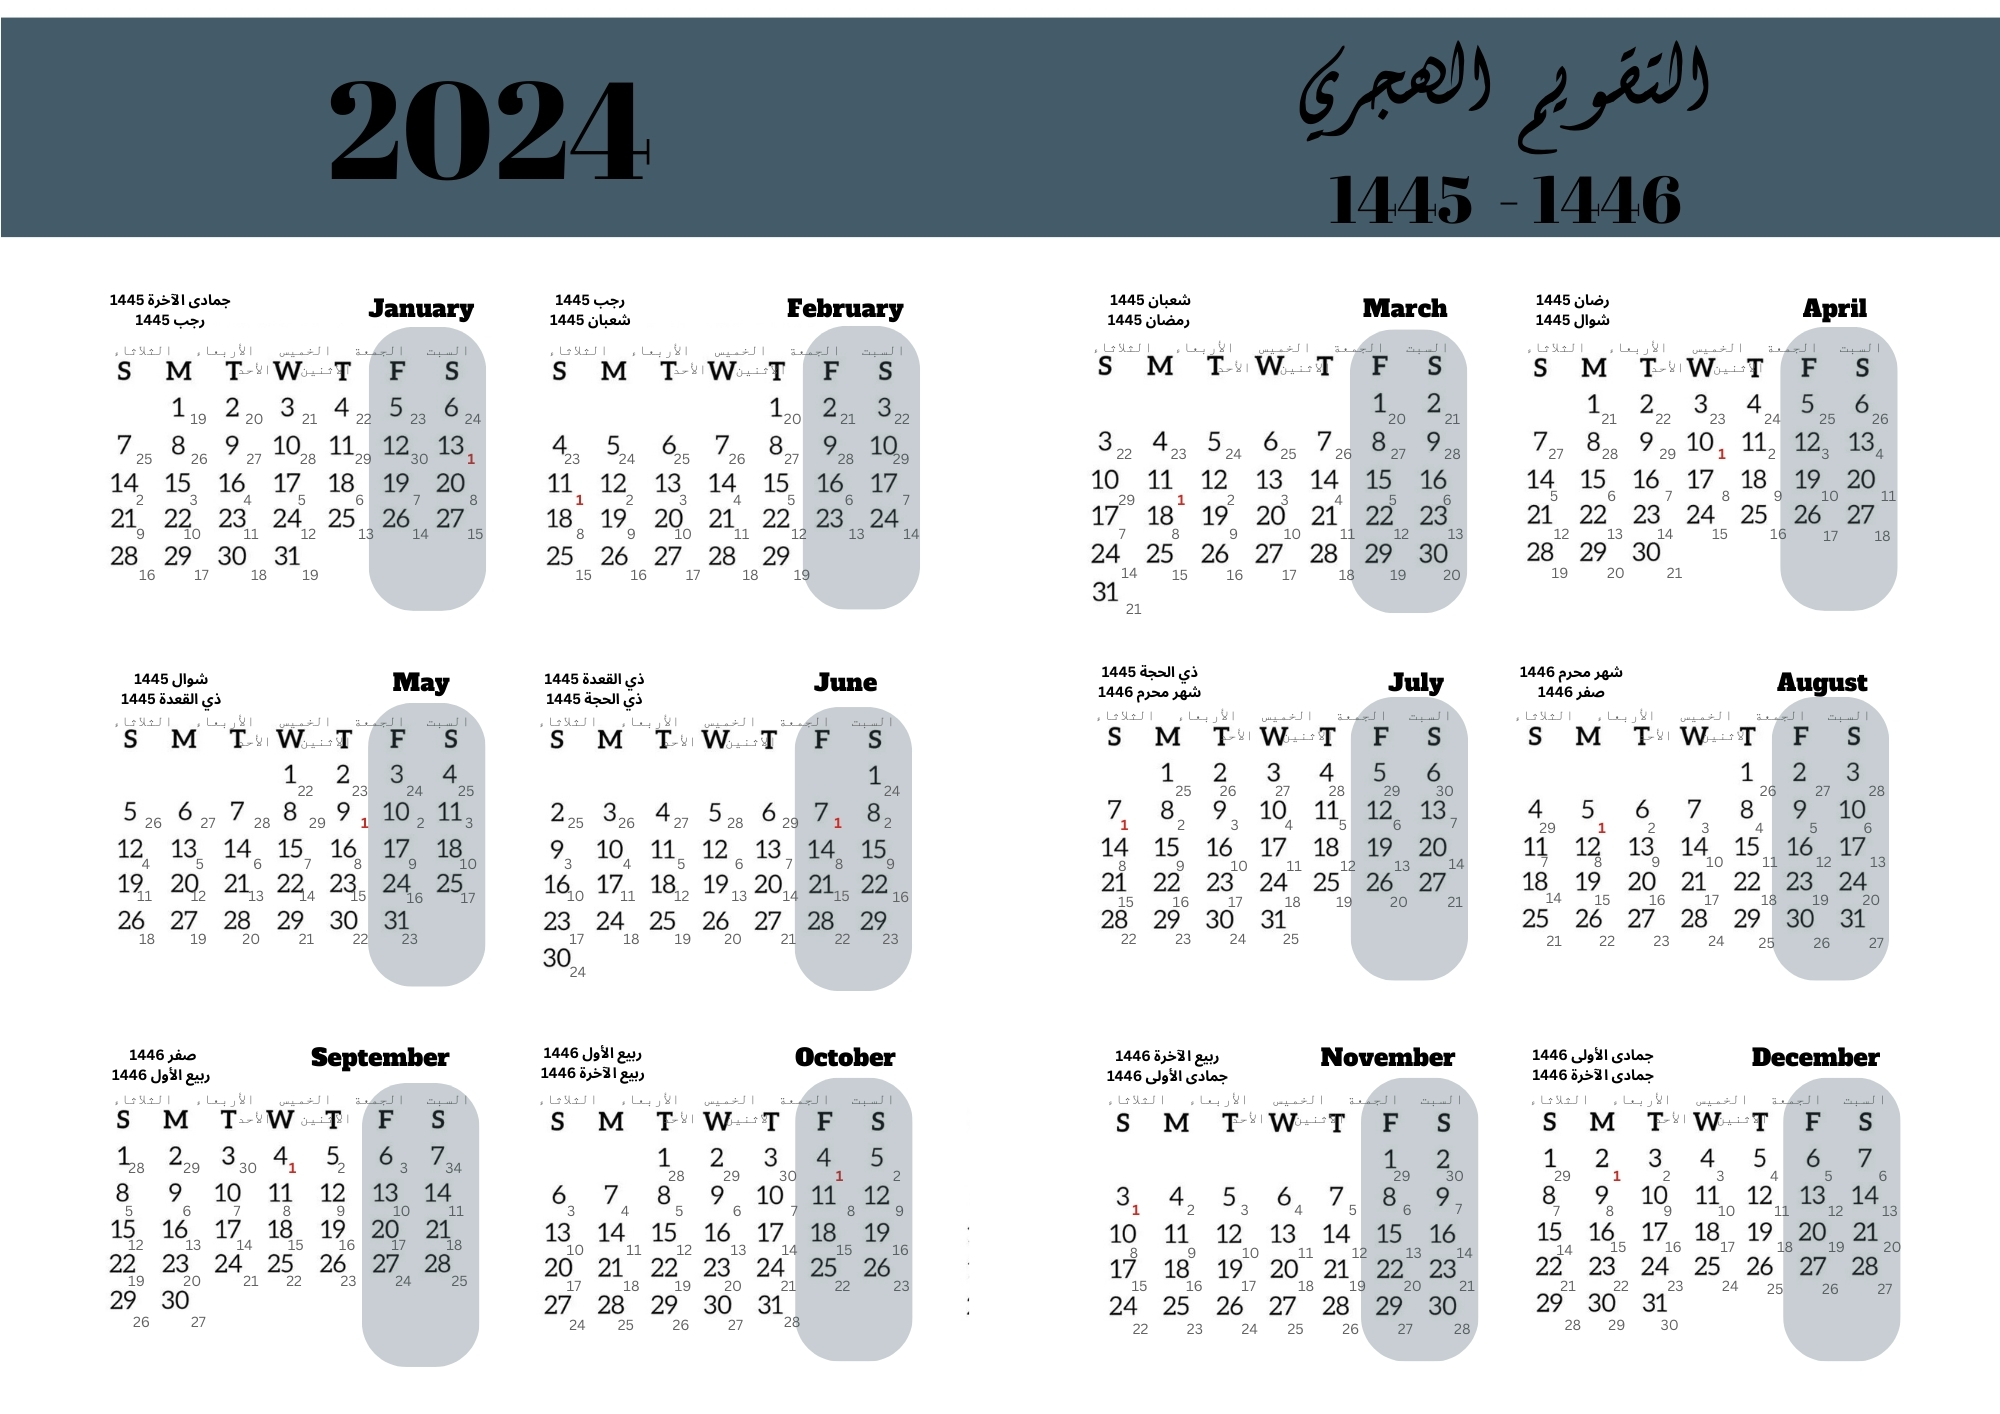 2024
التقويم الهجري
1445 - 1446
جمادى الآخرة 1445
رجب 1445
January
السبت الجمعة الخميس الأربعاء الثلاثاء
الاثنين الأحد
S M T W T F S
1 2 3 4 5 6
19 20 21 22 23 24
7 8 9 10 11 12 13
25 26 27 28 29 30 1
14 15 16 17 18 19 20
2 3 4 5 6 7 8
21 22 23 24 25 26 27
9 10 11 12 13 14 15
28 29 30 31
16 17 18 19
رجب 1445
شعبان 1445
February
السبت الجمعة الخميس الأربعاء الثلاثاء
الاثنين الأحد
S M T W T F S
1 2 3
20 21 22
4 5 6 7 8 9 10
23 24 25 26 27 28 29
11 12 13 14 15 16 17
1 2 3 4 5 6 7
18 19 20 21 22 23 24
8 9 10 11 12 13 14
25 26 27 28 29
15 16 17 18 19
شعبان 1445
رمضان 1445
March
السبت الجمعة الخميس الأربعاء الثلاثاء
الاثنين الأحد
S M T W T F S
1 2
20 21
3 4 5 6 7 8 9
22 23 24 25 26 27 28
10 11 12 13 14 15 16
29 1 2 3 4 5 6
17 18 19 20 21 22 23
7 8 9 10 11 12 13
24 25 26 27 28 29 30
14 15 16 17 18 19 20
31
21
رضان 1445
شوال 1445
April
السبت الجمعة الخميس الأربعاء الثلاثاء
الاثنين الأحد
S M T W T F S
1 2 3 4 5 6
21 22 23 24 25 26
7 8 9 10 11 12 13
27 28 29 1 2 3 4
14 15 16 17 18 19 20
5 6 7 8 9 10 11
21 22 23 24 25 26 27
12 13 14 15 16 17 18
28 29 30
19 20 21
شوال 1445
ذي القعدة 1445
May
السبت الجمعة الخميس الأربعاء الثلاثاء
الاثنين الأحد
S M T W T F S
1 2 3 4
22 23 24 25
5 6 7 8 9 10 11
26 27 28 29 1 2 3
12 13 14 15 16 17 18
4 5 6 7 8 9 10
19 20 21 22 23 24 25
11 12 13 14 15 16 17
26 27 28 29 30 31
18 19 20 21 22 23
ذي القعدة 1445
ذي الحجة 1445
June
السبت الجمعة الخميس الأربعاء الثلاثاء
الاثنين الأحد
S M T W T F S
1
24
2 3 4 5 6 7 8
25 26 27 28 29 1 2
9 10 11 12 13 14 15
3 4 5 6 7 8 9
16 17 18 19 20 21 22
10 11 12 13 14 15 16
23 24 25 26 27 28 29
17 18 19 20 21 22 23
30
24
ذي الحجة 1445
شهر محرم 1446
July
السبت الجمعة الخميس الأربعاء الثلاثاء
الاثنين الأحد
S M T W T F S
1 2 3 4 5 6
25 26 27 28 29 30
7 8 9 10 11 12 13
1 2 3 4 5 6 7
14 15 16 17 18 19 20
8 9 10 11 12 13 14
21 22 23 24 25 26 27
15 16 17 18 19 20 21
28 29 30 31
22 23 24 25
شهر محرم 1446
صفر 1446
August
السبت الجمعة الخميس الأربعاء الثلاثاء
الاثنين الأحد
S M T W T F S
1 2 3
26 27 28
4 5 6 7 8 9 10
29 1 2 3 4 5 6
11 12 13 14 15 16 17
7 8 9 10 11 12 13
18 19 20 21 22 23 24
14 15 16 17 18 19 20
25 26 27 28 29 30 31
21 22 23 24 25 26 27
صفر 1446
ربيع الأول 1446
September
السبت الجمعة الخميس الأربعاء الثلاثاء
الاثنين الأحد
S M T W T F S
1 2 3 4 5 6 7
28 29 30 1 2 3 34
8 9 10 11 12 13 14
5 6 7 8 9 10 11
15 16 17 18 19 20 21
12 13 14 15 16 17 18
22 23 24 25 26 27 28
19 20 21 22 23 24 25
29 30
26 27
ربيع الأول 1446
ربيع الآخرة 1446
October
السبت الجمعة الخميس الأربعاء الثلاثاء
الاثنين الأحد
S M T W T F S
1 2 3 4 5
28 29 30 1 2
6 7 8 9 10 11 12
3 4 5 6 7 8 9
13 14 15 16 17 18 19
10 11 12 13 14 15 16
20 21 22 23 24 25 26
17 18 19 20 21 22 23
27 28 29 30 31
24 25 26 27 28
ربيع الآخرة 1446
جمادى الأولى 1446
November
السبت الجمعة الخميس الأربعاء الثلاثاء
الاثنين الأحد
S M T W T F S
1 2
29 30
3 4 5 6 7 8 9
1 2 3 4 5 6 7
10 11 12 13 14 15 16
8 9 10 11 12 13 14
17 18 19 20 21 22 23
15 16 17 18 19 20 21
24 25 26 27 28 29 30
22 23 24 25 26 27 28
جمادى الأولى 1446
جمادى الآخرة 1446
December
السبت الجمعة الخميس الأربعاء الثلاثاء
الاثنين الأحد
S M T W T F S
1 2 3 4 5 6 7
29 1 2 3 4 5 6
8 9 10 11 12 13 14
7 8 9 10 11 12 13
15 16 17 18 19 20 21
14 15 16 17 18 19 20
22 23 24 25 26 27 28
21 22 23 24 25 26 27
29 30 31
28 29 30